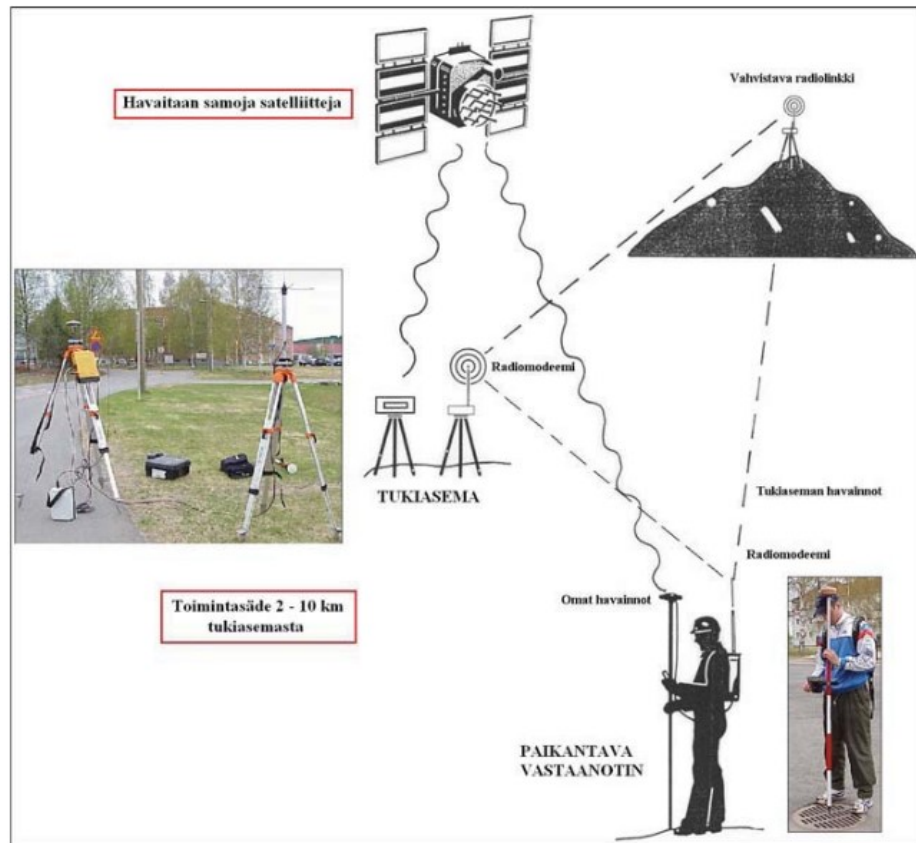 Havaitaan samoja satelliitteja
Vahvistava radiolinkki
Radiomodeemi
TUKIASEMA
Tukiaseman havainnot
Radiomodeemi
Toimintasäde 2 - 10 km
tukiasemasta
Omat havainnot
PAIKANTAVA
VASTAANOTIN